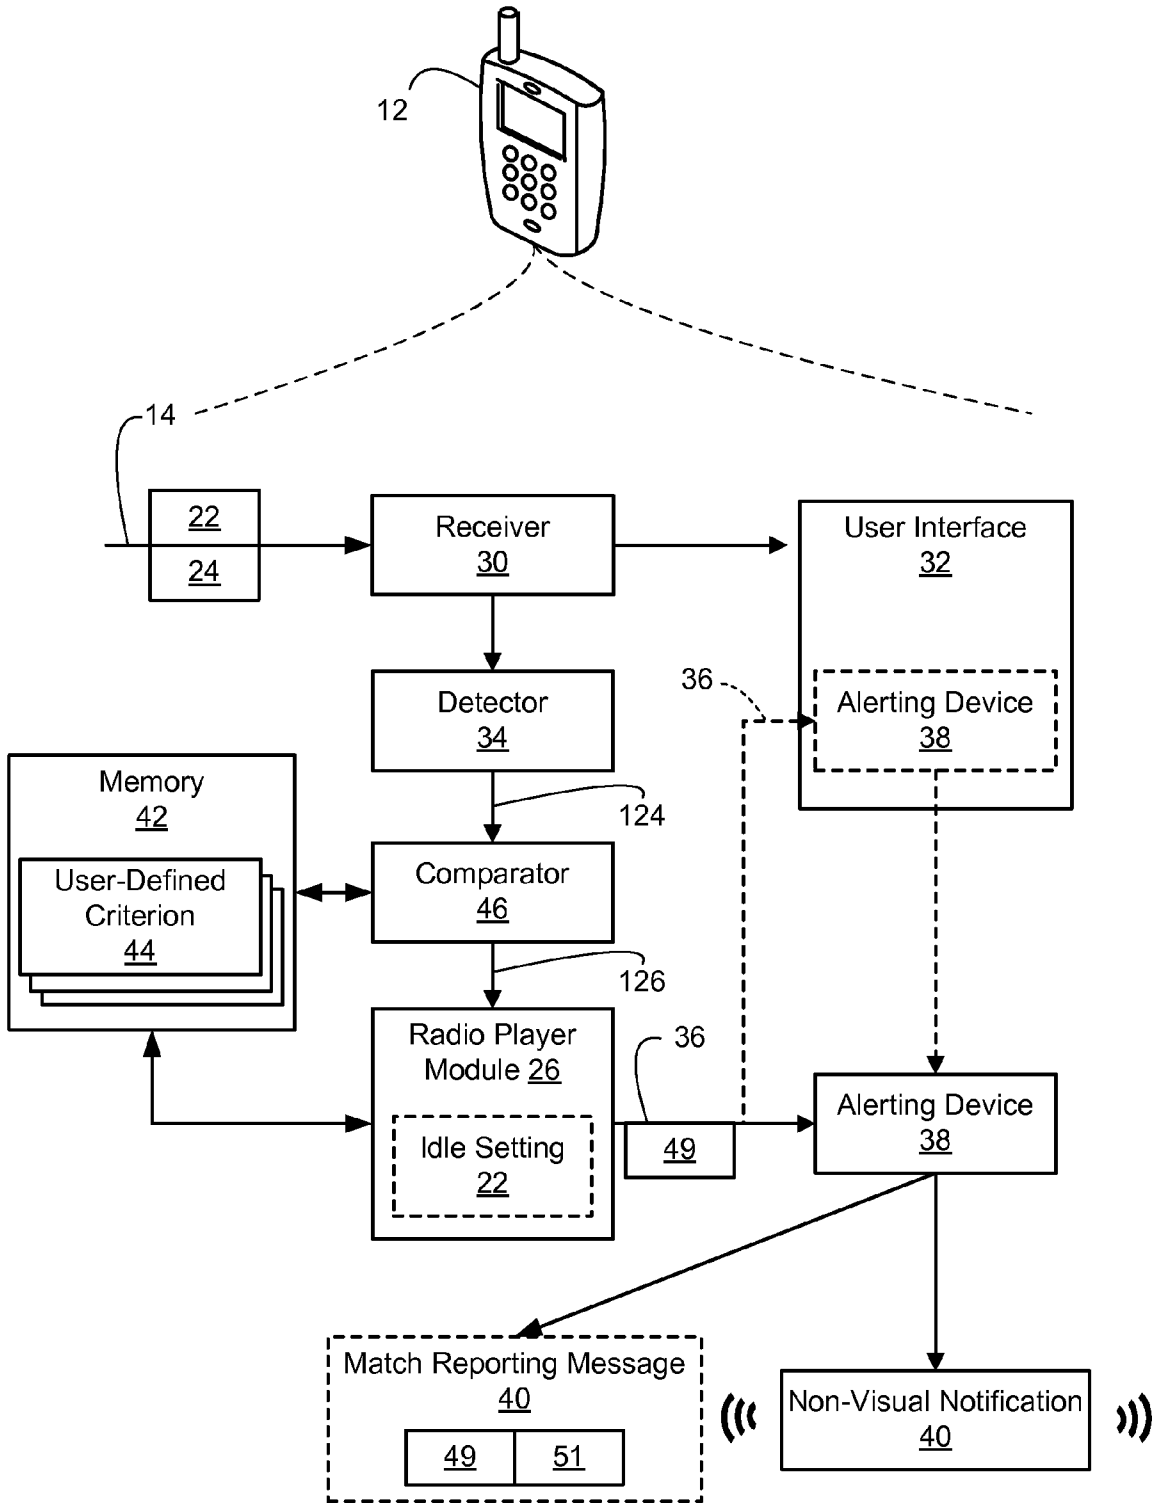 12
14
22
24
Receiver
30
User Interface
32
Detector
34
36
Alerting Device
38
Memory
42
124
User-Defined
Criterion
44
Comparator
46
126
Radio Player
Module 26
Idle Setting
22
36
49
Alerting Device
38
Match Reporting Message
40
49
51
Non-Visual Notification
40